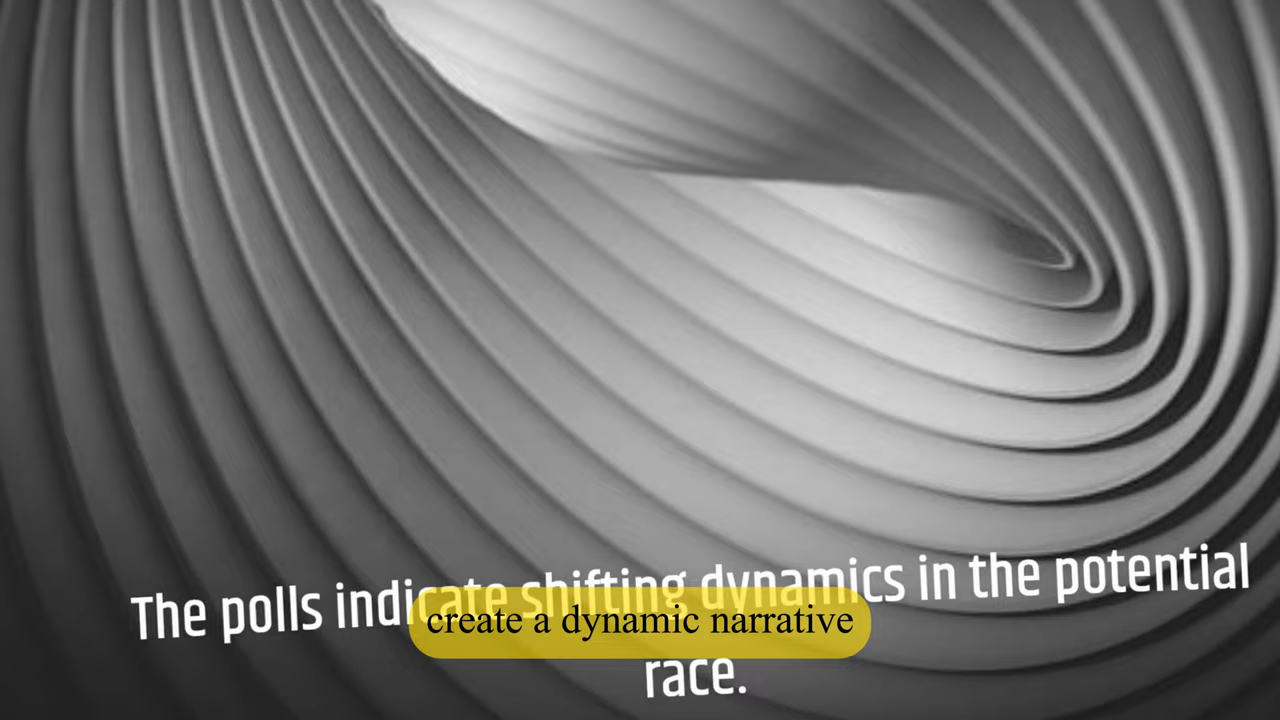 The polls indicate shifting dynamics in the potential
create a dynamic narrative
race.